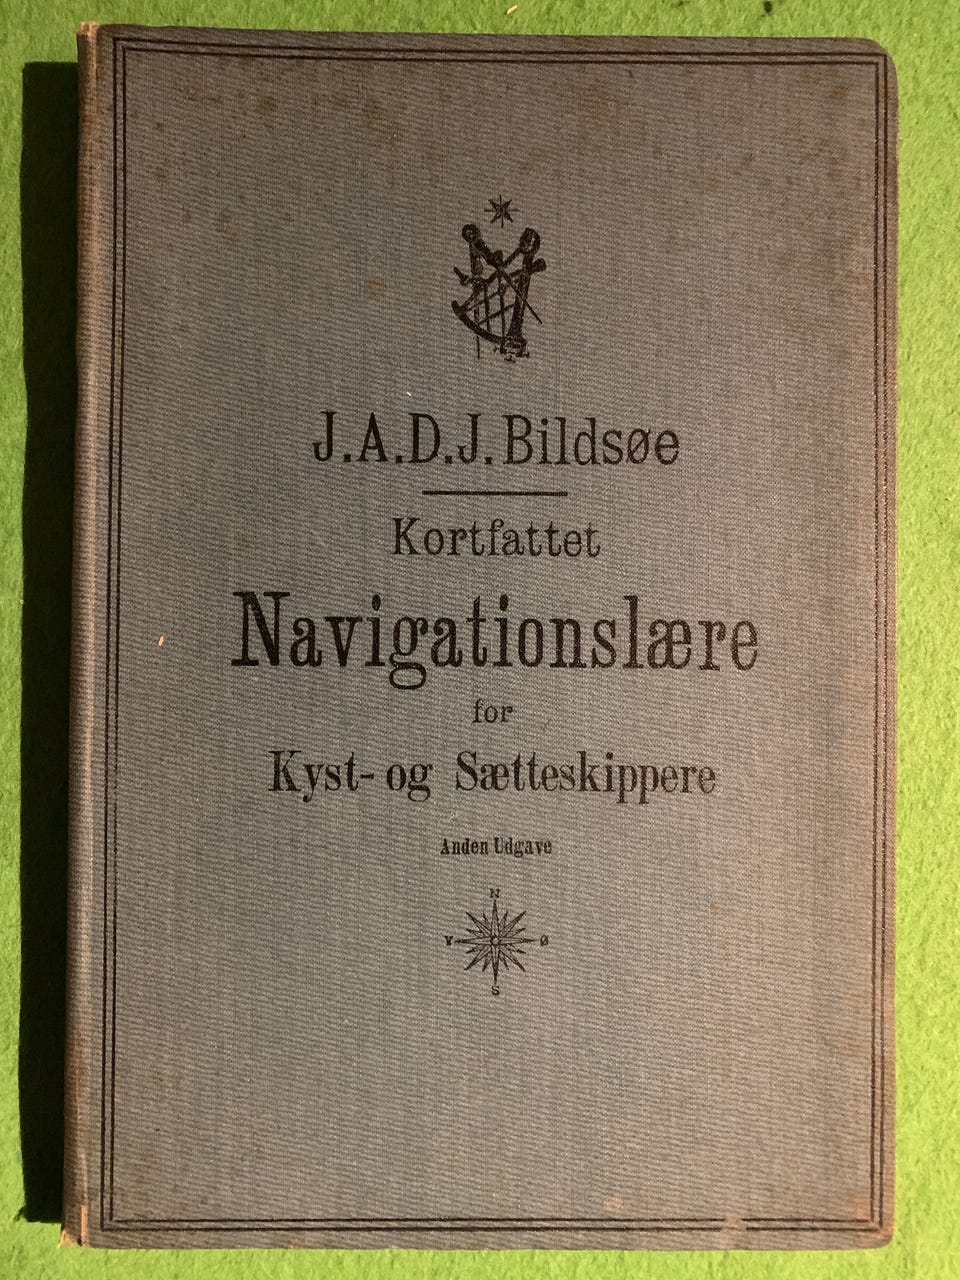 J.A.D.J. Bildsøe
Kortfattet
Navigationslære
for
Kyst- og Sætteskippere
Anden Udgave
N
V Ø
S